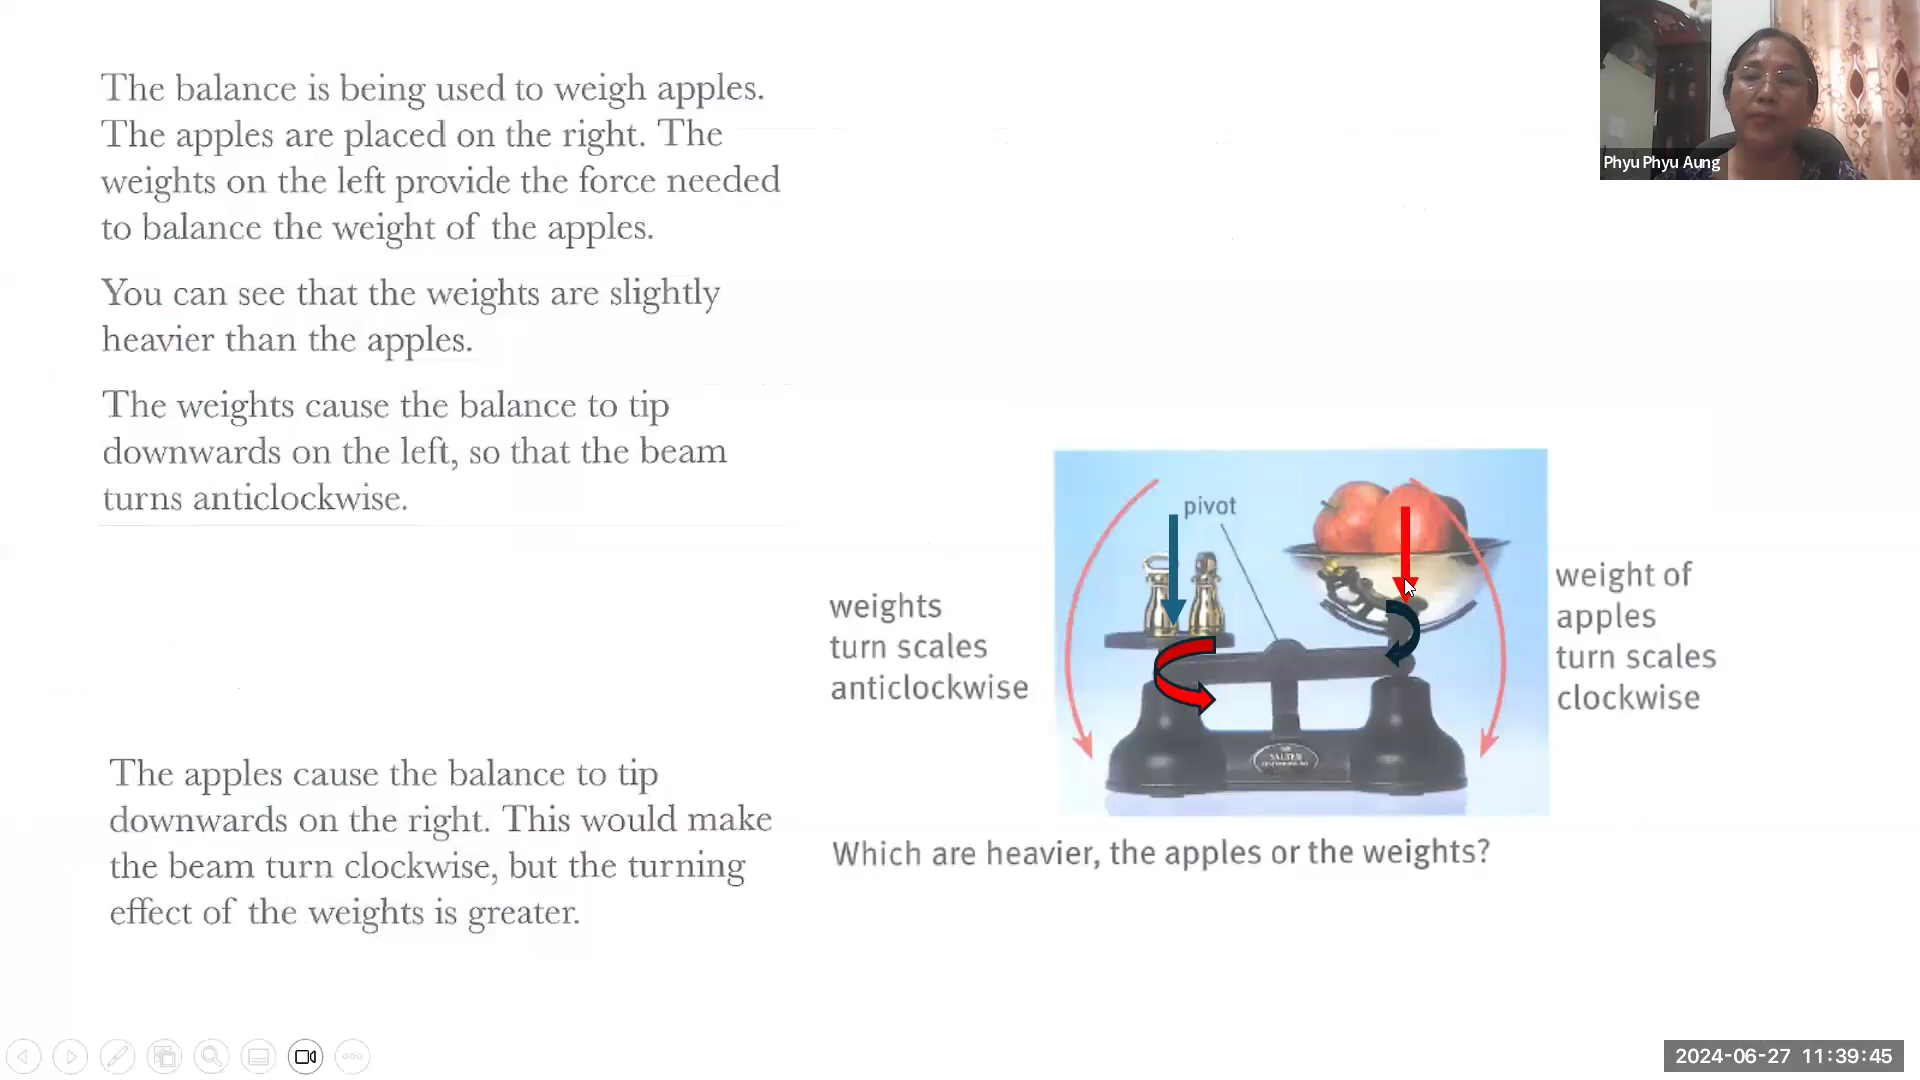 The balance is being used to weigh apples.
The apples are placed on the right. The
weights on the left provide the force needed
to balance the weight of the apples.
You can see that the weights are slightly
heavier than the apples.
The weights cause the balance to tip
downwards on the left, so that the beam
turns anticlockwise.
The apples cause the balance to tip
downwards on the right. This would make
the beam turn clockwise, but the turning
effect of the weights is greater.
weights
turn scales
anticlockwise
pivot
SALTER
weight of
apples
turn scales
clockwise
Which are heavier, the apples or the weights?
Phyu Phyu Aung
2024-06-27 11:39:45